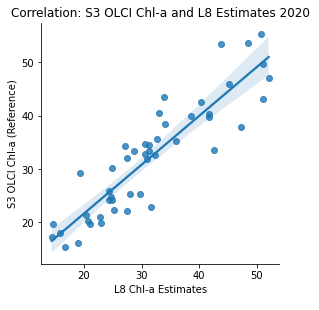 Correlation: S3 OLCI Chl-a and L8 Estimates 2020
50
40
30
20
S3 OLCI Chl-a (Reference)
20
30
40
50
L8 Chl-a Estimates